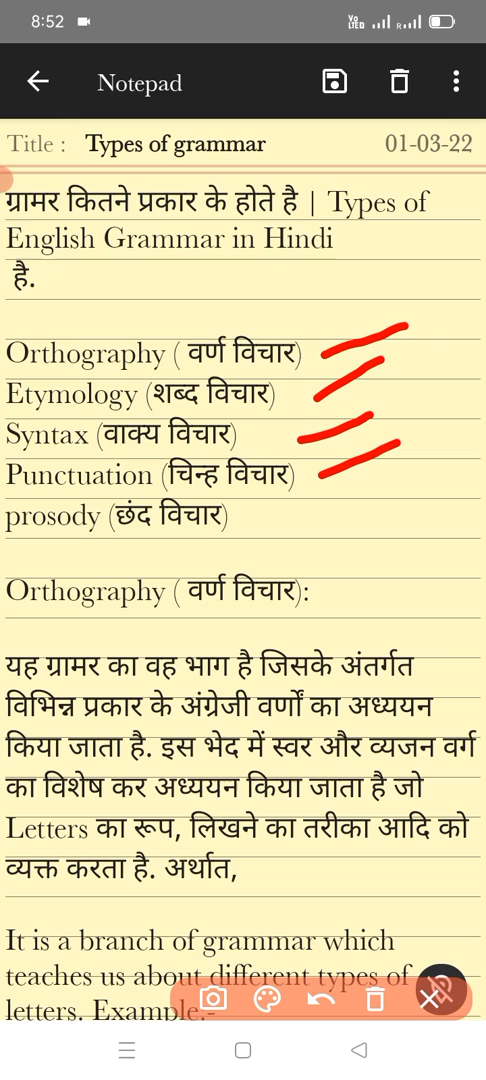 8:52
Vo LTE
R
Notepad
Title : Types of grammar 01-03-22
ग्रामर कितने प्रकार के होते है | Types of
English Grammar in Hindi
है.
Orthography ( वर्ण विचार)
Etymology (शब्द विचार)
Syntax (वाक्य विचार)
Punctuation (चिन्ह विचार)
prosody (छंद विचार)
Orthography ( वर्ण विचार):
यह ग्रामर का वह भाग है जिसके अंतर्गत
विभिन्न प्रकार के अंग्रेजी वर्णों का अध्ययन
किया जाता है. इस भेद में स्वर और व्यजन वर्ग
का विशेष कर अध्ययन किया जाता है जो
Letters का रूप, लिखने का तरीका आदि को
व्यक्त करता है. अर्थात,
It is a branch of grammar which
teaches us about different types of
letters. Example.-